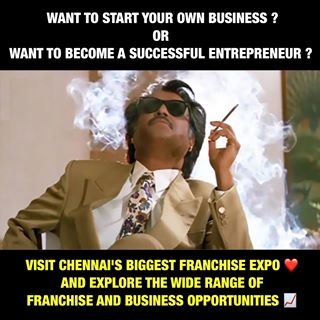 WANT TO START YOUR OWN BUSINESS ?
OR
WANT TO BECOME A SUCCESSFUL ENTREPRENEUR ?
VISIT CHENNAI'S BIGGEST FRANCHISE EXPO ❤️
AND EXPLORE THE WIDE RANGE OF
FRANCHISE AND BUSINESS OPPORTUNITIES 📈